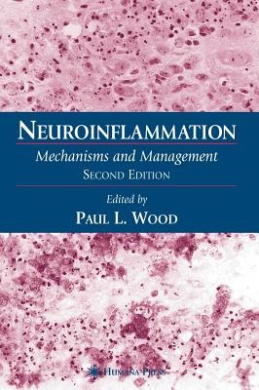 NEUROINFLAMMATION
Mechanisms and Management
SECOND EDITION
Edited by
PAUL L. WOOD
HUMANA PRESS